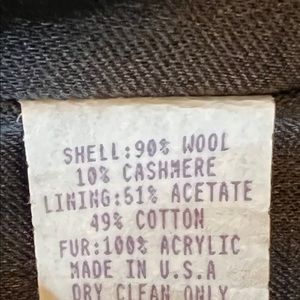 SHELL:90% WOOL
10% CASHMERE
LINING:51% ACETATE
49% COTTON
FUR:100% ACRYLIC
MADE IN U.S.A
DRY CLEAN ONLY